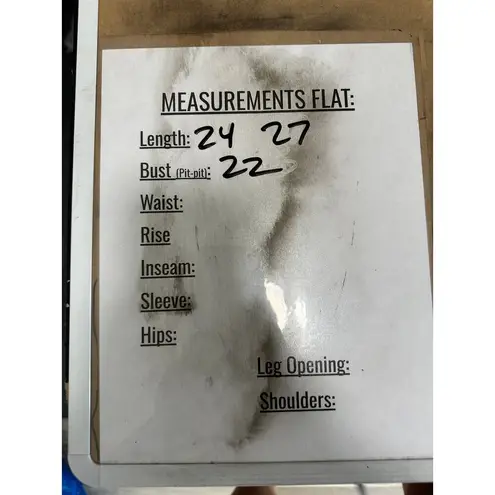 MEASUREMENTS FLAT:
Length: 24 27
Bust (Pit-pit): 22
Waist:
Rise
Inseam:
Sleeve:
Hips:
Leg Opening:
Shoulders: